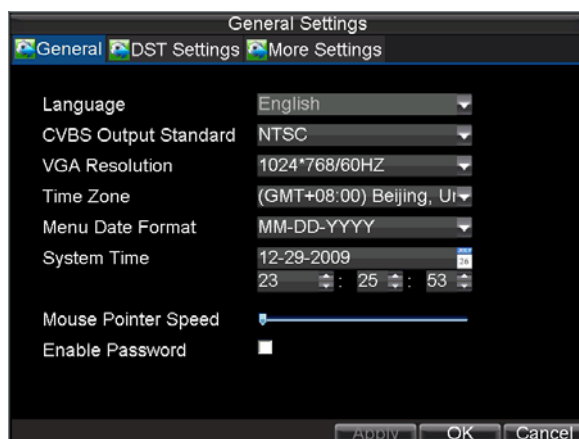 General Settings
General DST Settings More Settings
Language English
CVBS Output Standard NTSC
VGA Resolution 1024*768/60HZ
Time Zone (GMT+08:00) Beijing,
Menu Date Format MM-DD-YYYY
System Time 12-29-2009
26
23 : 25 : 53
Mouse Pointer Speed
Enable Password
Apply OK Cancel